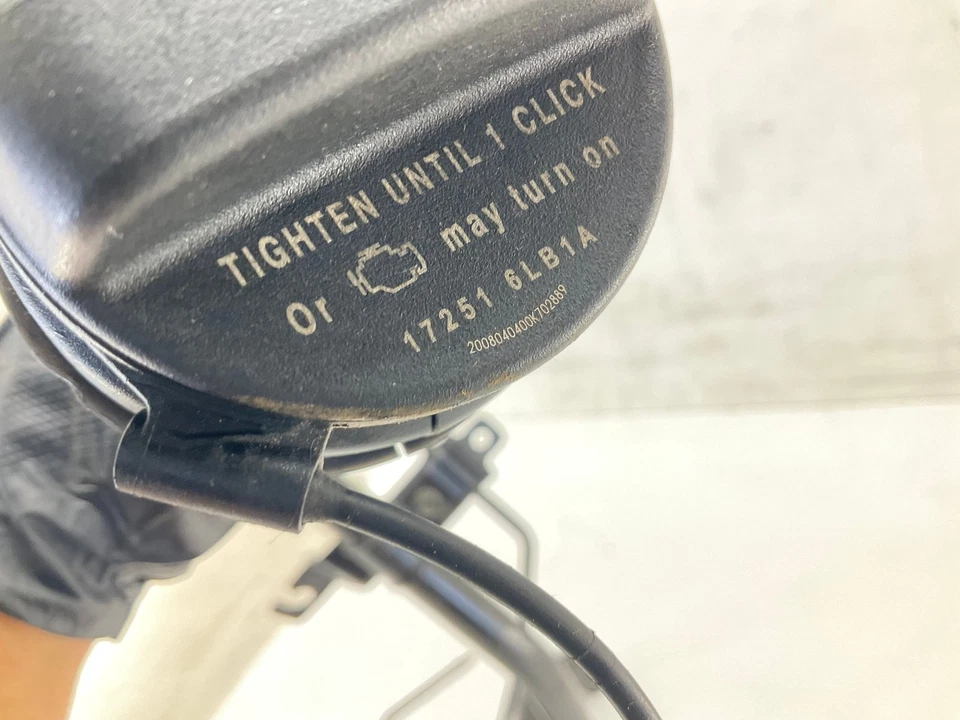 TIGHTEN UNTIL 1 CLICK
Or may turn on
17251 6LB1A
2008040400K702889